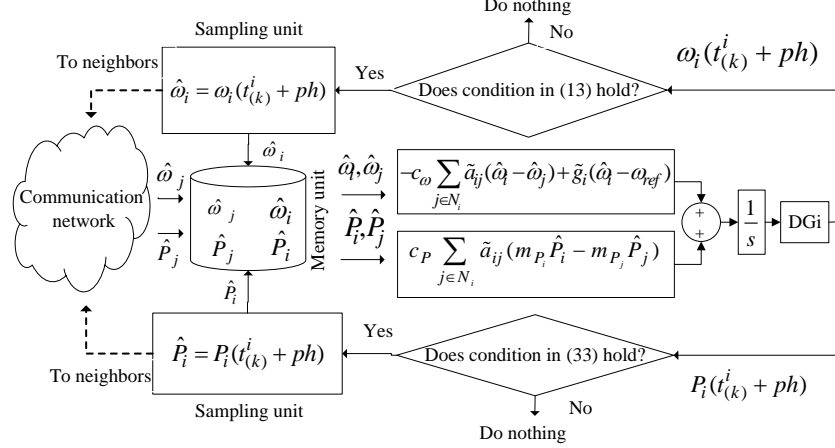 Do nothing
Sampling unit
No
To neighbors
Yes
ω_i(t^i_(k) + ph)
ω̂_i = ω_i(t^i_(k) + ph)
Does condition in (13) hold?
ω̂_i
Communication
network
ω̂_j
P̂_j
ω̂_j ω̂_i
P̂_j P̂_i
Memory unit
ω̂_i, ω̂_j
P̂_i, P̂_j
−c_ω ∑_{j∈N_i} ã_ij(ω̂_i − ω̂_j) + g̃_i(ω̂_i − ω_ref)
c_P ∑_{j∈N_i} ã_ij(m_{P_i} P̂_i − m_{P_j} P̂_j)
+
+
1
s
DGi
P̂_i
Yes
P̂_i = P_i(t^i_(k) + ph)
Does condition in (33) hold?
To neighbors
P_i(t^i_(k) + ph)
Sampling unit
No
Do nothing